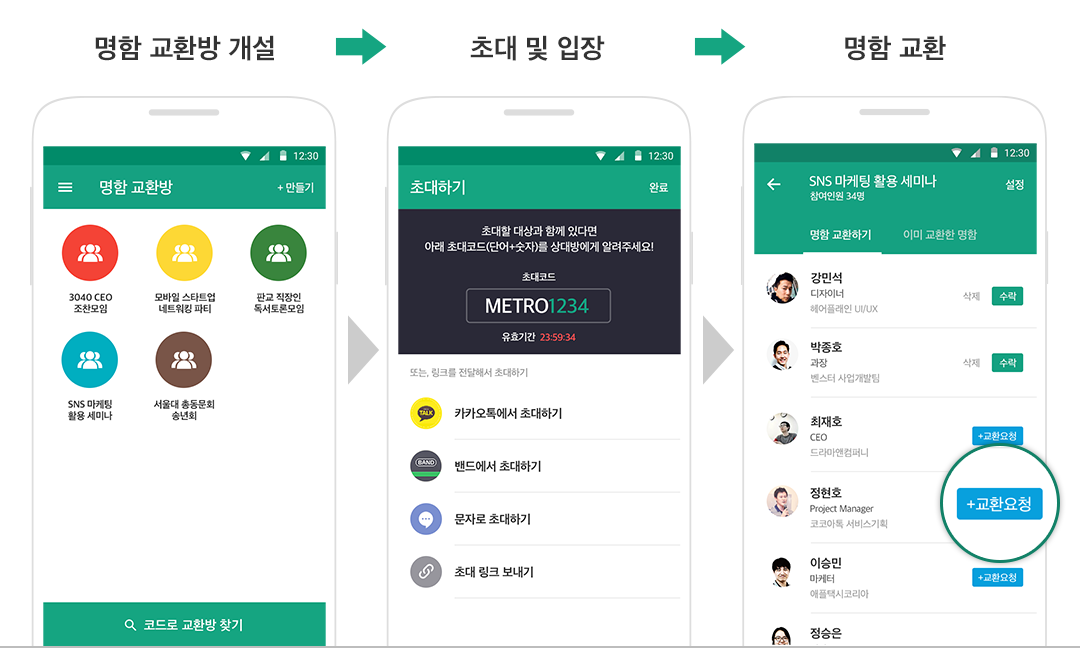 명함 교환방 개설
초대 및 입장
명함 교환
12:30
명함 교환방
+ 만들기
3040 CEO
조찬모임
모바일 스타트업
네트워킹 파티
판교 직장인
독서토론모임
SNS 마케팅
활용 세미나
서울대 총동문회
송년회
코드로 교환방 찾기
12:30
초대하기
완료
초대할 대상과 함께 있다면
아래 초대코드(단어+숫자)를 상대방에게 알려주세요!
초대코드
METRO1234
유효기간 23:59:34
또는, 링크를 전달해서 초대하기
TALK
카카오톡에서 초대하기
BAND
밴드에서 초대하기
문자로 초대하기
초대 링크 보내기
12:30
SNS 마케팅 활용 세미나
참여인원 34명
설정
명함 교환하기
이미 교환한 명함
강민석
디자이너
헤어플래인 UI/UX
삭제
수락
박종호
과장
벤스터 사업개발팀
삭제
수락
최재호
CEO
드라마앤컴퍼니
+교환요청
정현호
Project Manager
코코아톡 서비스기획
+교환요청
이승민
마케터
애플택시코리아
+교환요청
정승은